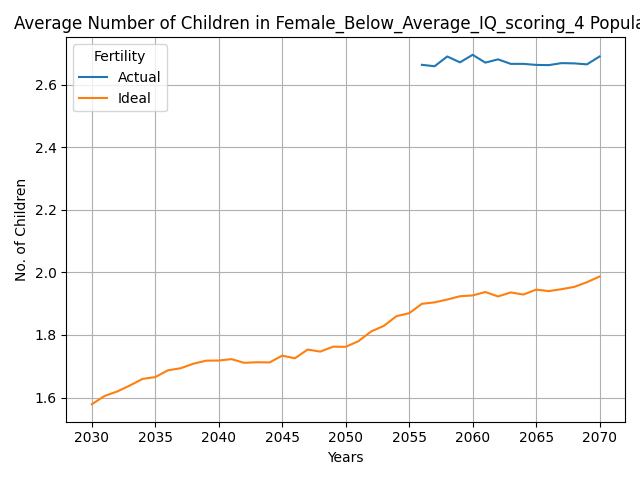 Average Number of Children in Female_Below_Average_IQ_scoring_4 Popula
Fertility
Actual
Ideal
2.6
2.4
2.2
2.0
1.8
1.6
No. of Children
2030 2035 2040 2045 2050 2055 2060 2065 2070
Years